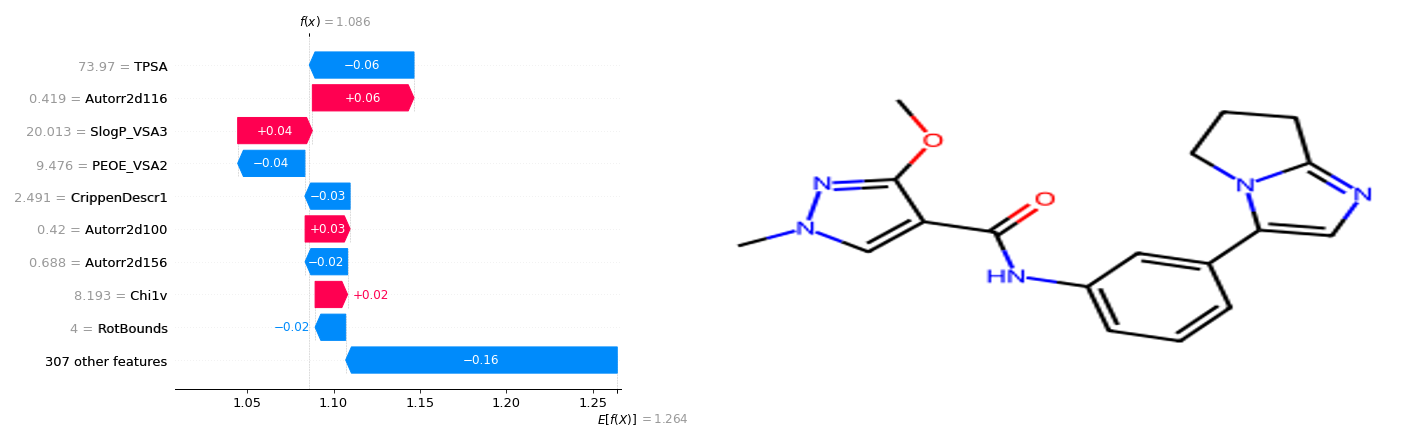 f(x) = 1.086
73.97 = TPSA
−0.06
0.419 = Autorr2d116
+0.06
20.013 = SlogP_VSA3
+0.04
9.476 = PEOE_VSA2
−0.04
2.491 = CrippenDescr1
−0.03
0.42 = Autorr2d100
+0.03
0.688 = Autorr2d156
−0.02
8.193 = Chi1v
+0.02
4 = RotBounds
−0.02
307 other features
−0.16
1.05 1.10 1.15 1.20 1.25
E[f(X)] = 1.264
O
N
N
O
HN
N
N